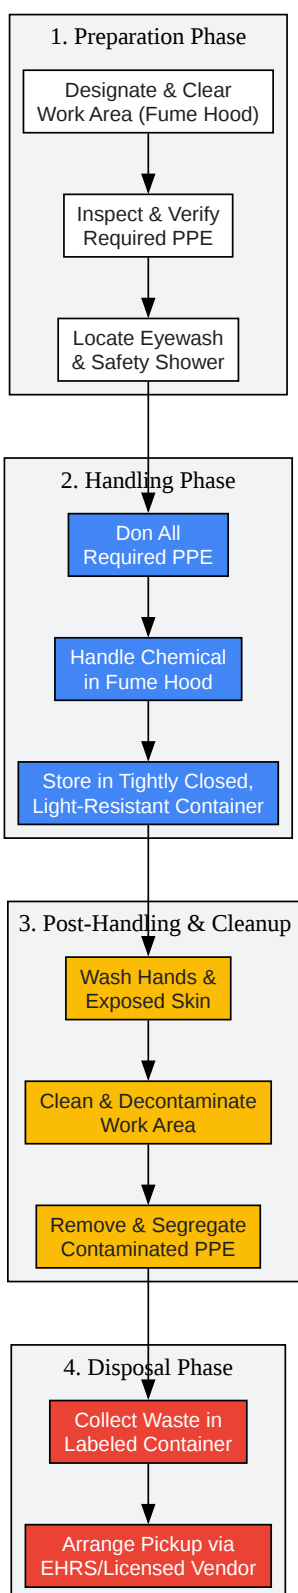 1. Preparation Phase
Designate & Clear
Work Area (Fume Hood)
Inspect & Verify
Required PPE
Locate Eyewash
& Safety Shower
2. Handling Phase
Don All
Required PPE
Handle Chemical
in Fume Hood
Store in Tightly Closed,
Light-Resistant Container
3. Post-Handling & Cleanup
Wash Hands &
Exposed Skin
Clean & Decontaminate
Work Area
Remove & Segregate
Contaminated PPE
4. Disposal Phase
Collect Waste in
Labeled Container
Arrange Pickup via
EHRS/Licensed Vendor